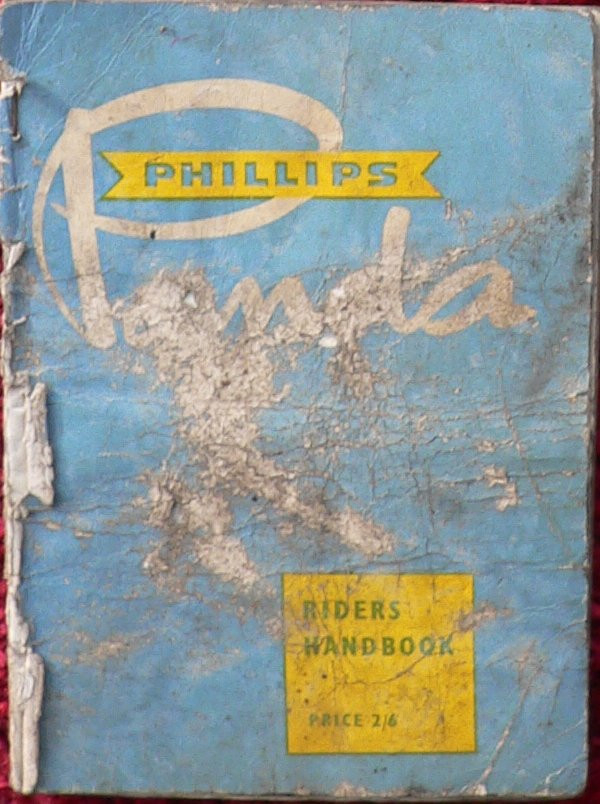 PHILLIPS
Panda
RIDERS
HANDBOOK
PRICE 2/6